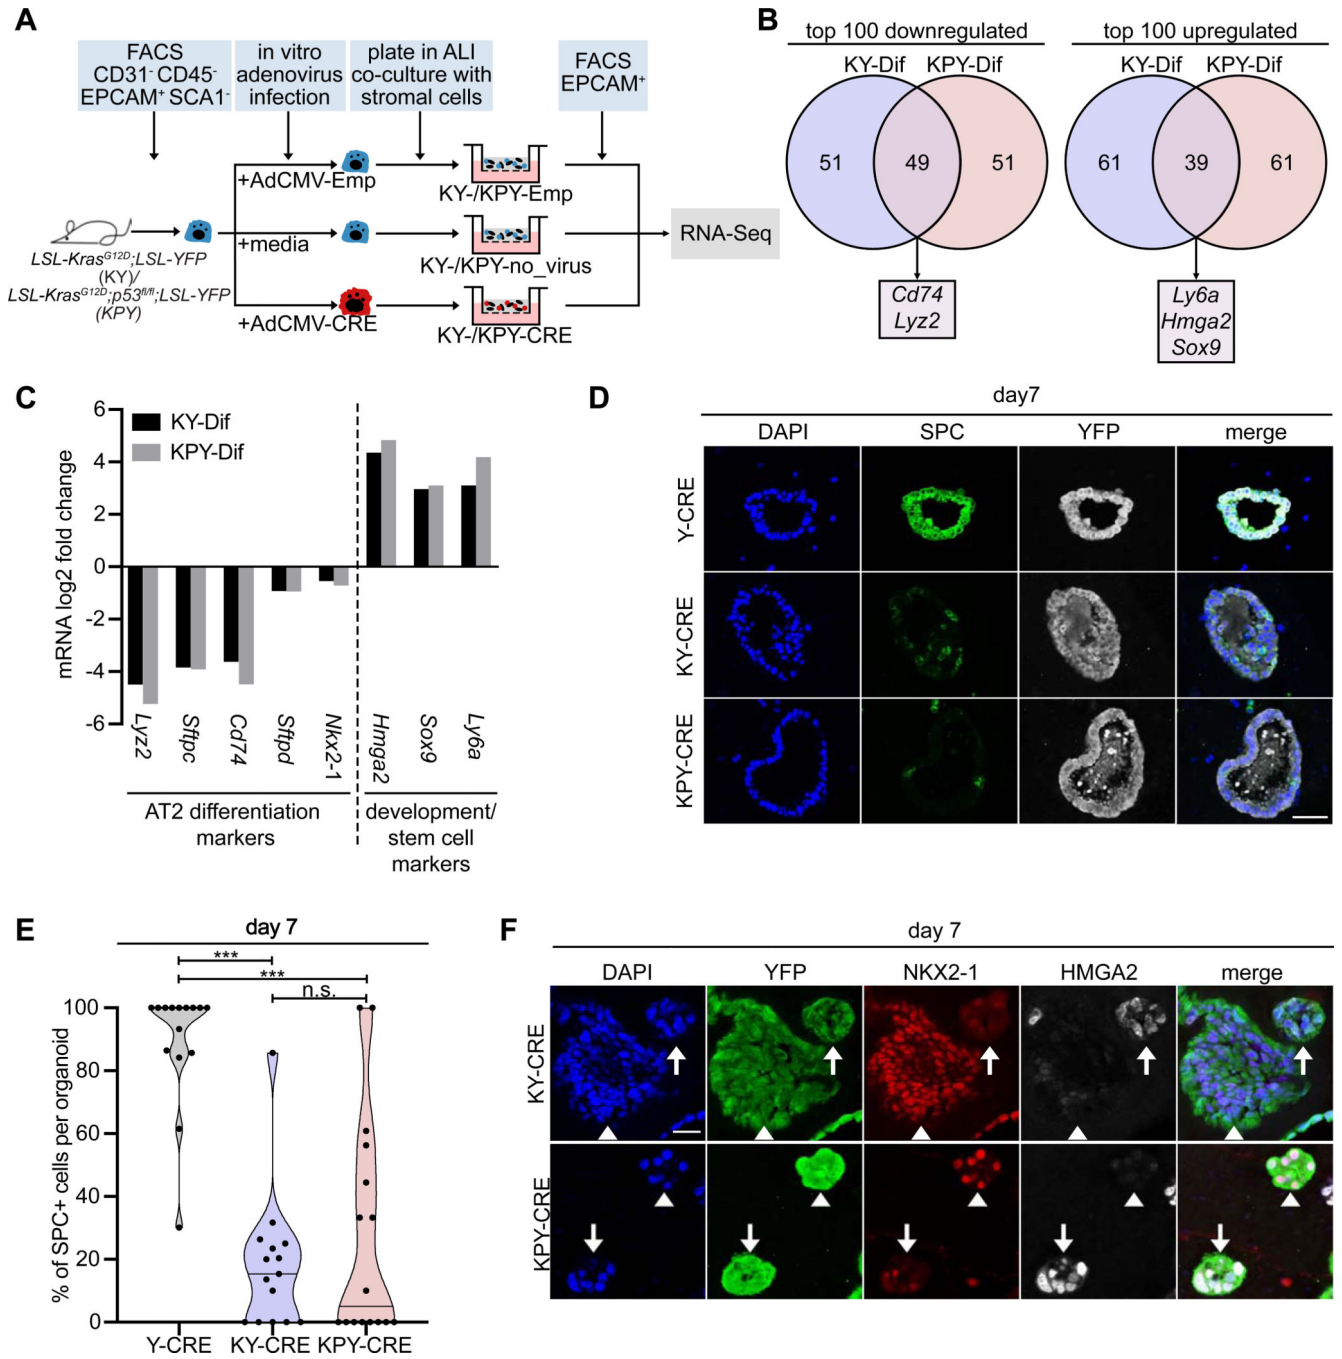 A
FACS
CD31- CD45-
EPCAM+ SCA1-
in vitro
adenovirus
infection
plate in ALI
co-culture with
stromal cells
FACS
EPCAM+
+AdCMV-Emp
KY-/KPY-Emp
+media
KY-/KPY-no_virus
RNA-Seq
LSL-KrasG12D;LSL-YFP
(KY)/
LSL-KrasG12D;p53fl/fl;LSL-YFP
(KPY)
+AdCMV-CRE
KY-/KPY-CRE
B
top 100 downregulated
KY-Dif KPY-Dif
51 49 51
Cd74
Lyz2
top 100 upregulated
KY-Dif KPY-Dif
61 39 61
Ly6a
Hmga2
Sox9
C
mRNA log2 fold change
6
4
2
0
-2
-4
-6
KY-Dif
KPY-Dif
Lyz2
Sftpc
Cd74
Sftpd
Nkx2-1
Hmga2
Sox9
Ly6a
AT2 differentiation
markers
development/
stem cell
markers
D
day7
DAPI SPC YFP merge
Y-CRE
KY-CRE
KPY-CRE
E
day 7
***
***
n.s.
% of SPC+ cells per organoid
100
80
60
40
20
0
Y-CRE KY-CRE KPY-CRE
F
day 7
DAPI YFP NKX2-1 HMGA2 merge
KY-CRE
KPY-CRE